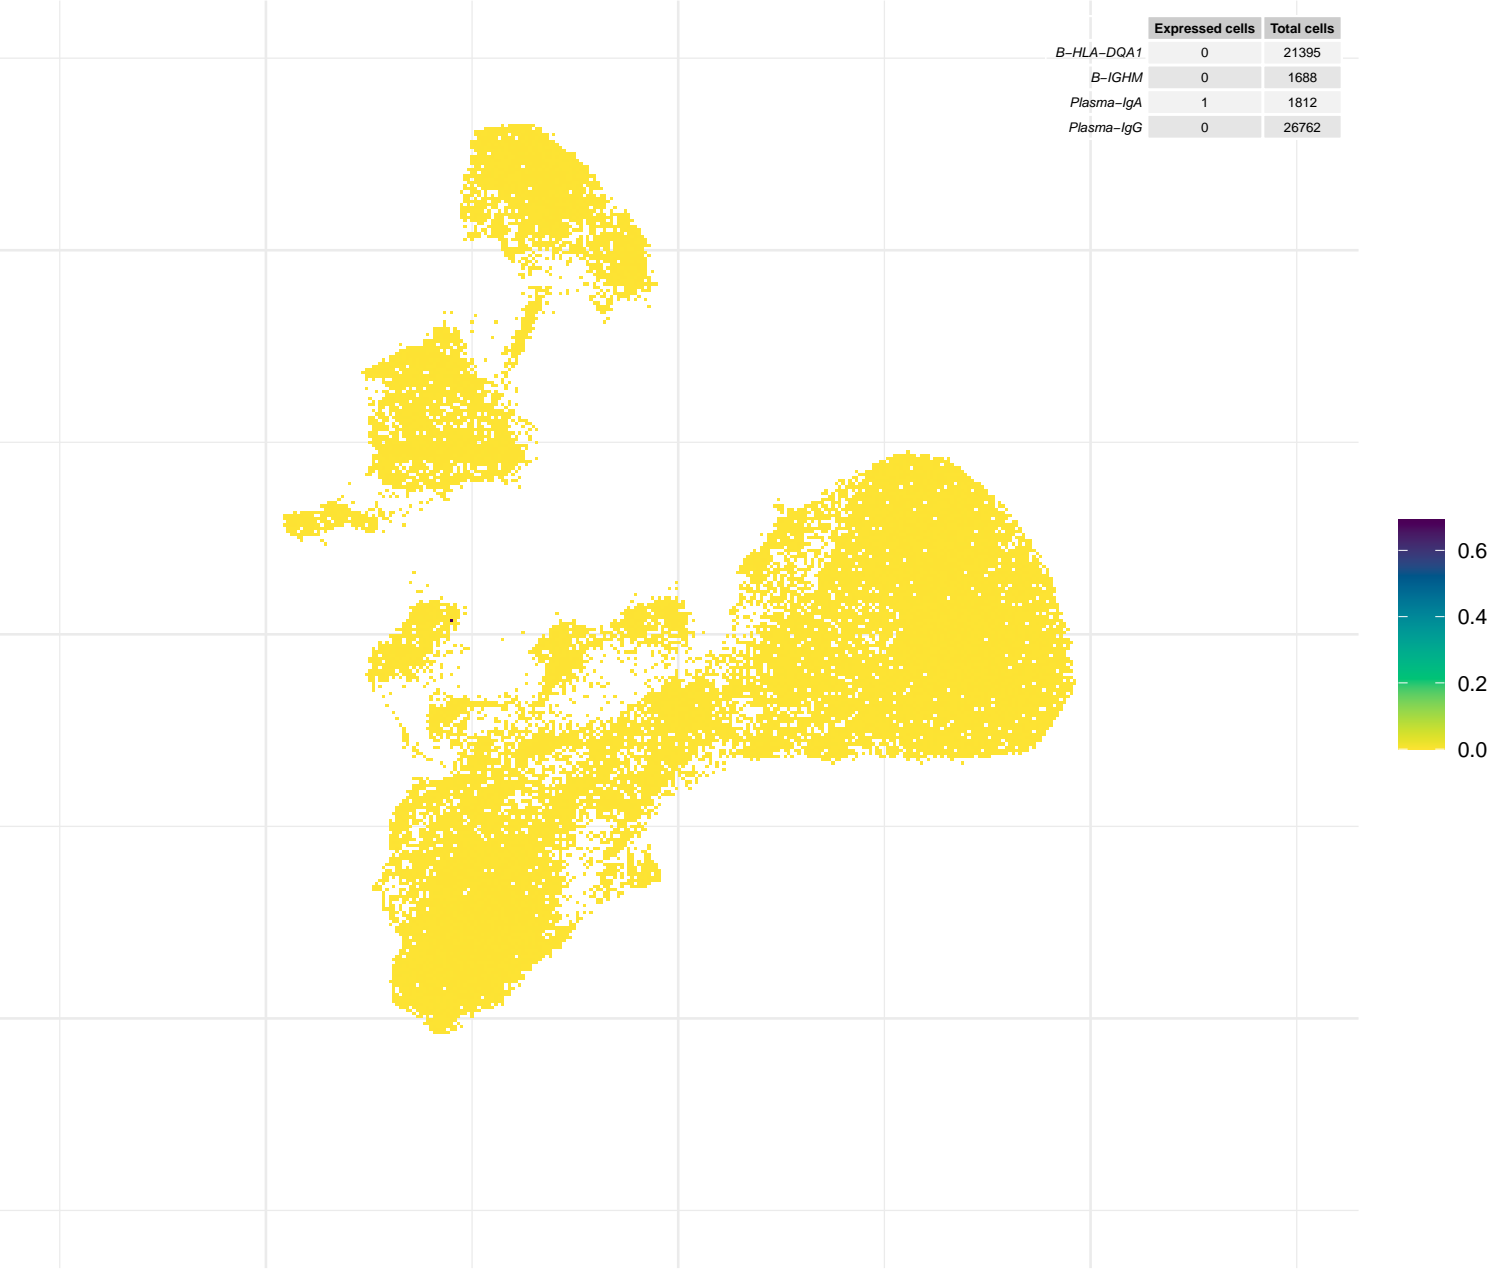 Expressed cells Total cells
B−HLA−DQA1 0 21395
B−IGHM 0 1688
Plasma−IgA 1 1812
Plasma−IgG 0 26762
0.6
0.4
0.2
0.0